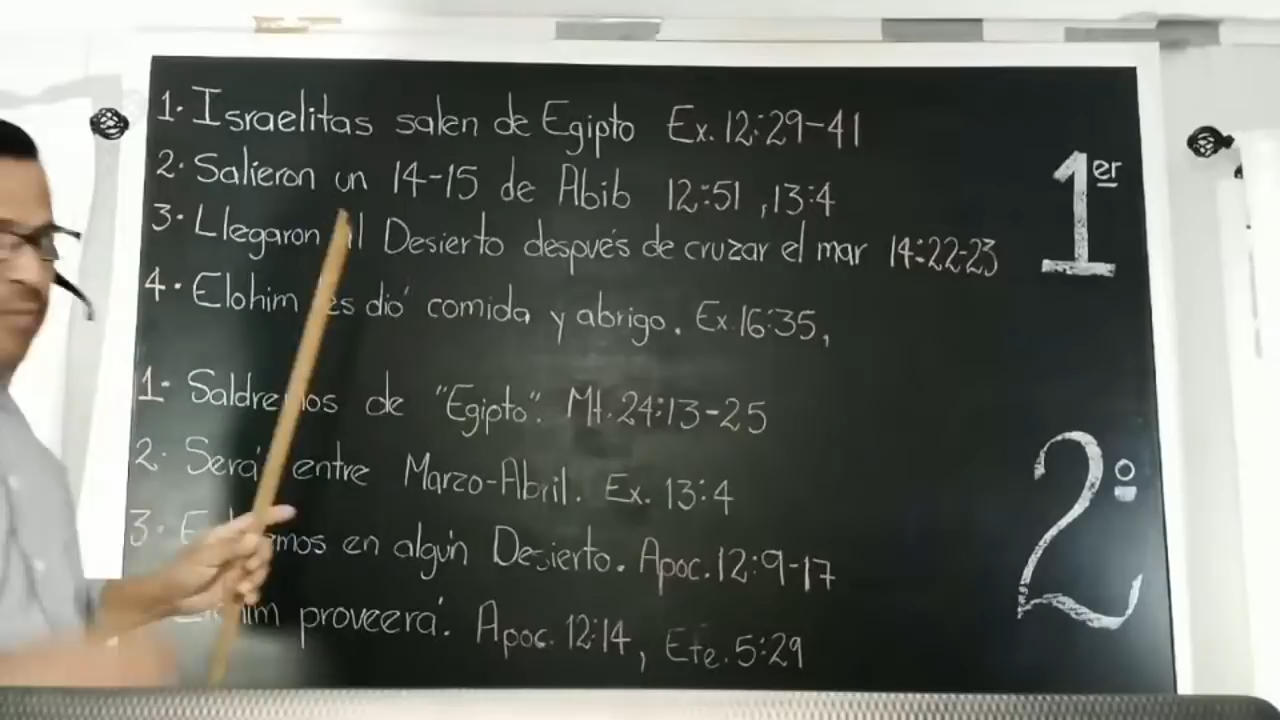 1. Israelitas salen de Egipto Ex. 12:29-41
2. Salieron un 14-15 de Abib 12:51 ,13:4
3. Llegaron al Desierto después de cruzar el mar 14:22-23
4. Elohim les dió comida y abrigo. Ex. 16:35,
1er
1- Saldremos de "Egipto". Mt. 24:13-25
2. Será entre Marzo-Abril. Ex. 13:4
3. en algún Desierto. Apoc. 12:9-17
proveerá. Apoc. 12:14, Efe. 5:29
2º